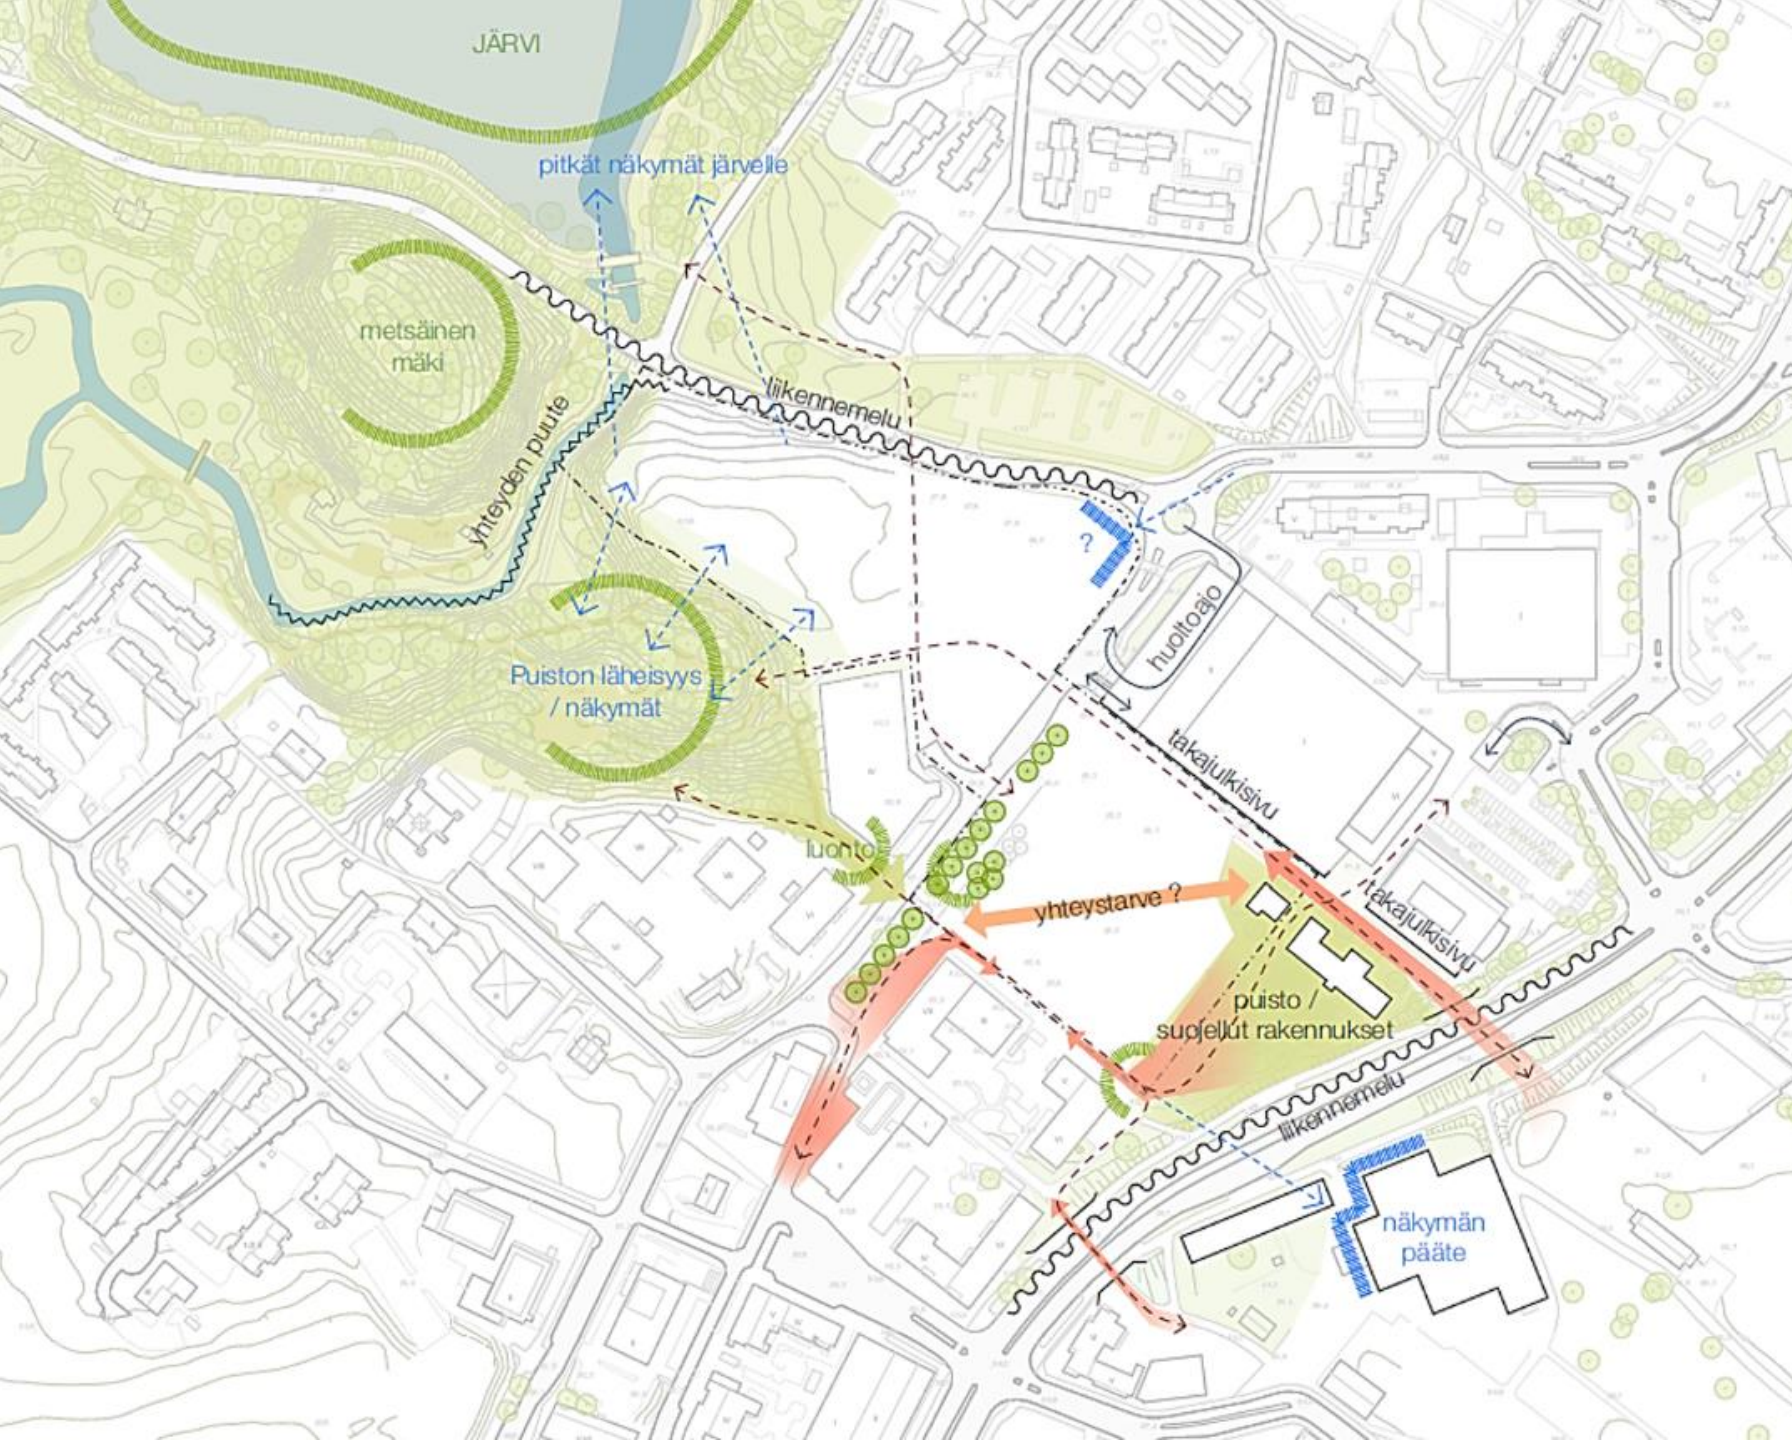 JÄRVI
pitkät näkymät järvelle
metsäinen
mäki
liikennemelu
yhteyden puute
?
huoltoajo
Puiston läheisyys
/ näkymät
takajulkisivu
luonto
yhteystarve ?
takajulkisivu
puisto /
suojellut rakennukset
liikennemelu
näkymän
pääte